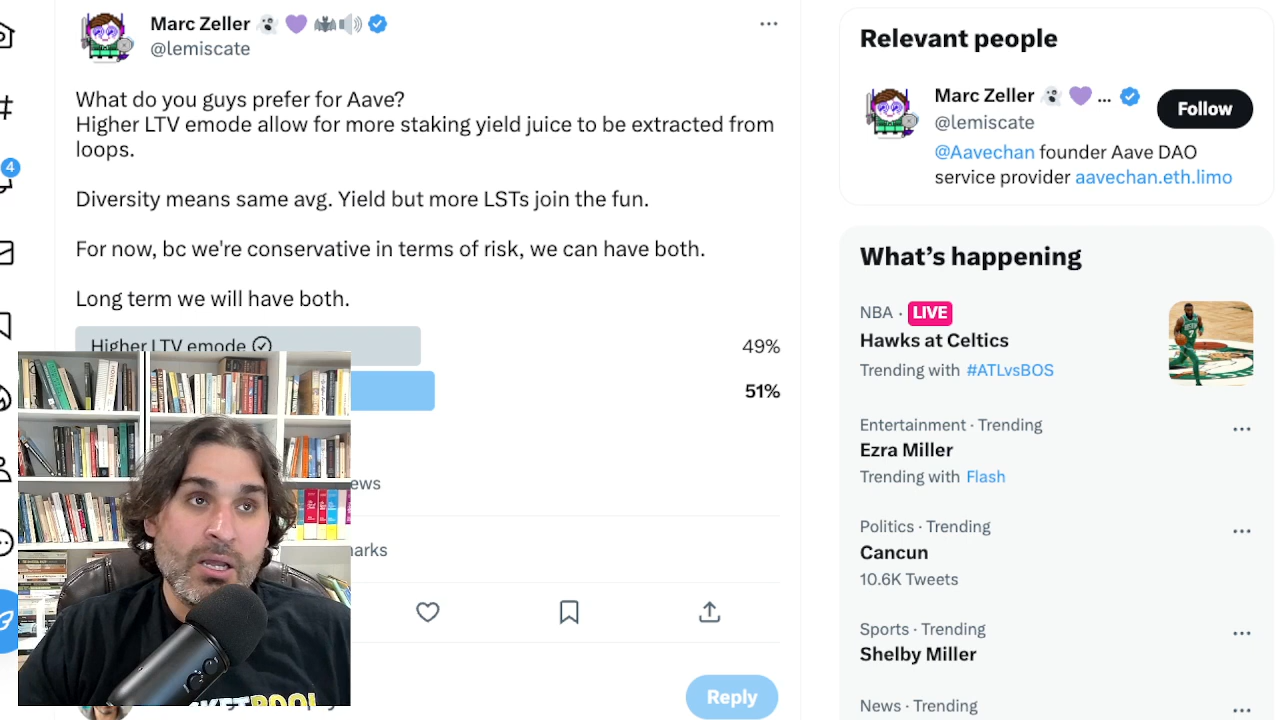 Marc Zeller
@lemiscate
What do you guys prefer for Aave?
Higher LTV emode allow for more staking yield juice to be extracted from
loops.
Diversity means same avg. Yield but more LSTs join the fun.
For now, bc we're conservative in terms of risk, we can have both.
Long term we will have both.
Higher LTV emode
49%
51%
ews
arks
Reply
4
Relevant people
Marc Zeller ...
@lemiscate
Follow
@Aavechan founder Aave DAO
service provider aavechan.eth.limo
What's happening
NBA · LIVE
Hawks at Celtics
Trending with #ATLvsBOS
Entertainment · Trending
Ezra Miller
Trending with Flash
Politics · Trending
Cancun
10.6K Tweets
Sports · Trending
Shelby Miller
News · Trending